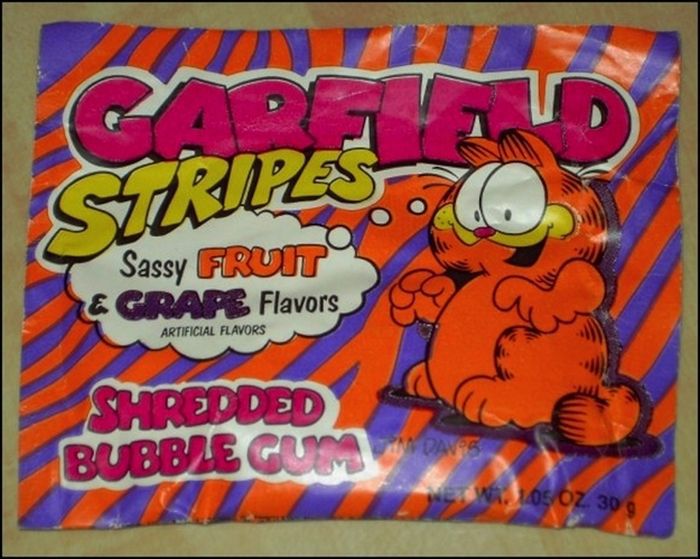 GARFIELD
STRIPES
Sassy FRUIT
& GRAPE Flavors
ARTIFICIAL FLAVORS
SHREDDED
BUBBLE GUM
JIM DAVIS
NET WT. 1.05 OZ. 30 g